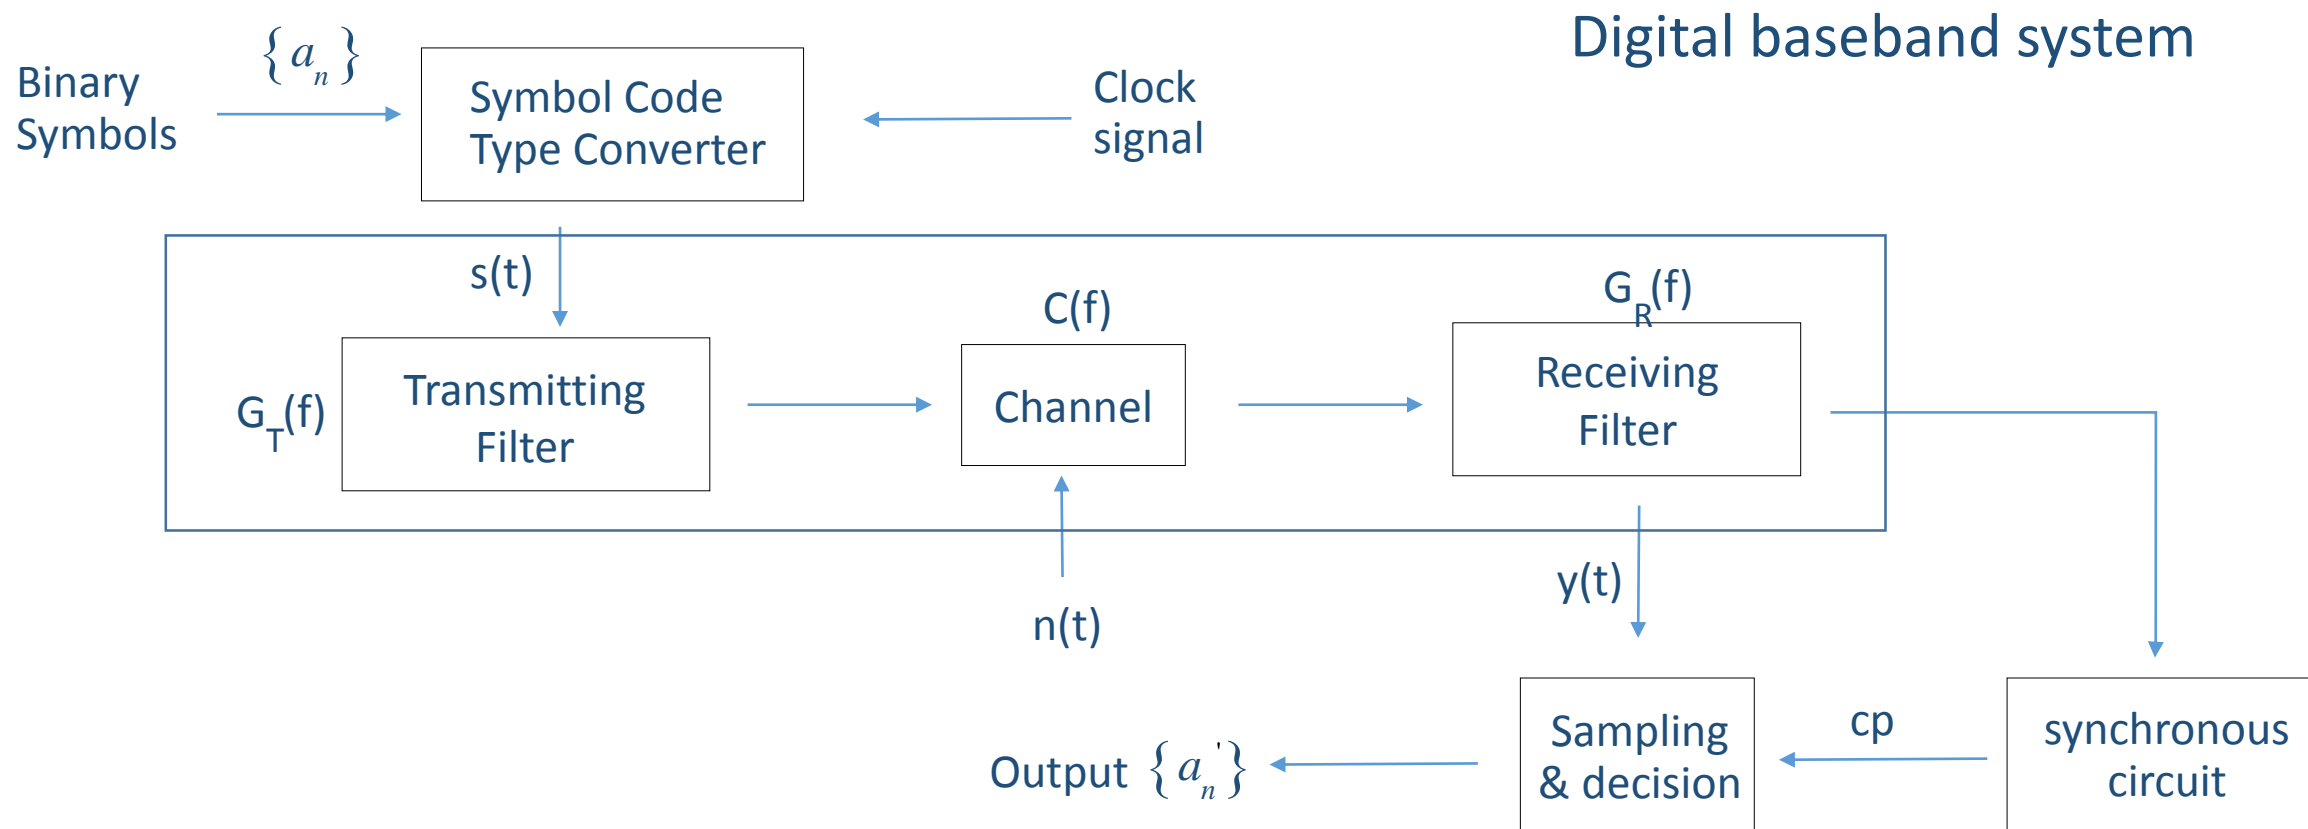 Digital baseband system
{a_n}
Binary
Symbols
Symbol Code
Type Converter
Clock
signal
s(t)
C(f)
G_R(f)
G_T(f)
Transmitting
Filter
Channel
Receiving
Filter
n(t)
y(t)
Output {a_n'}
Sampling
& decision
cp
synchronous
circuit